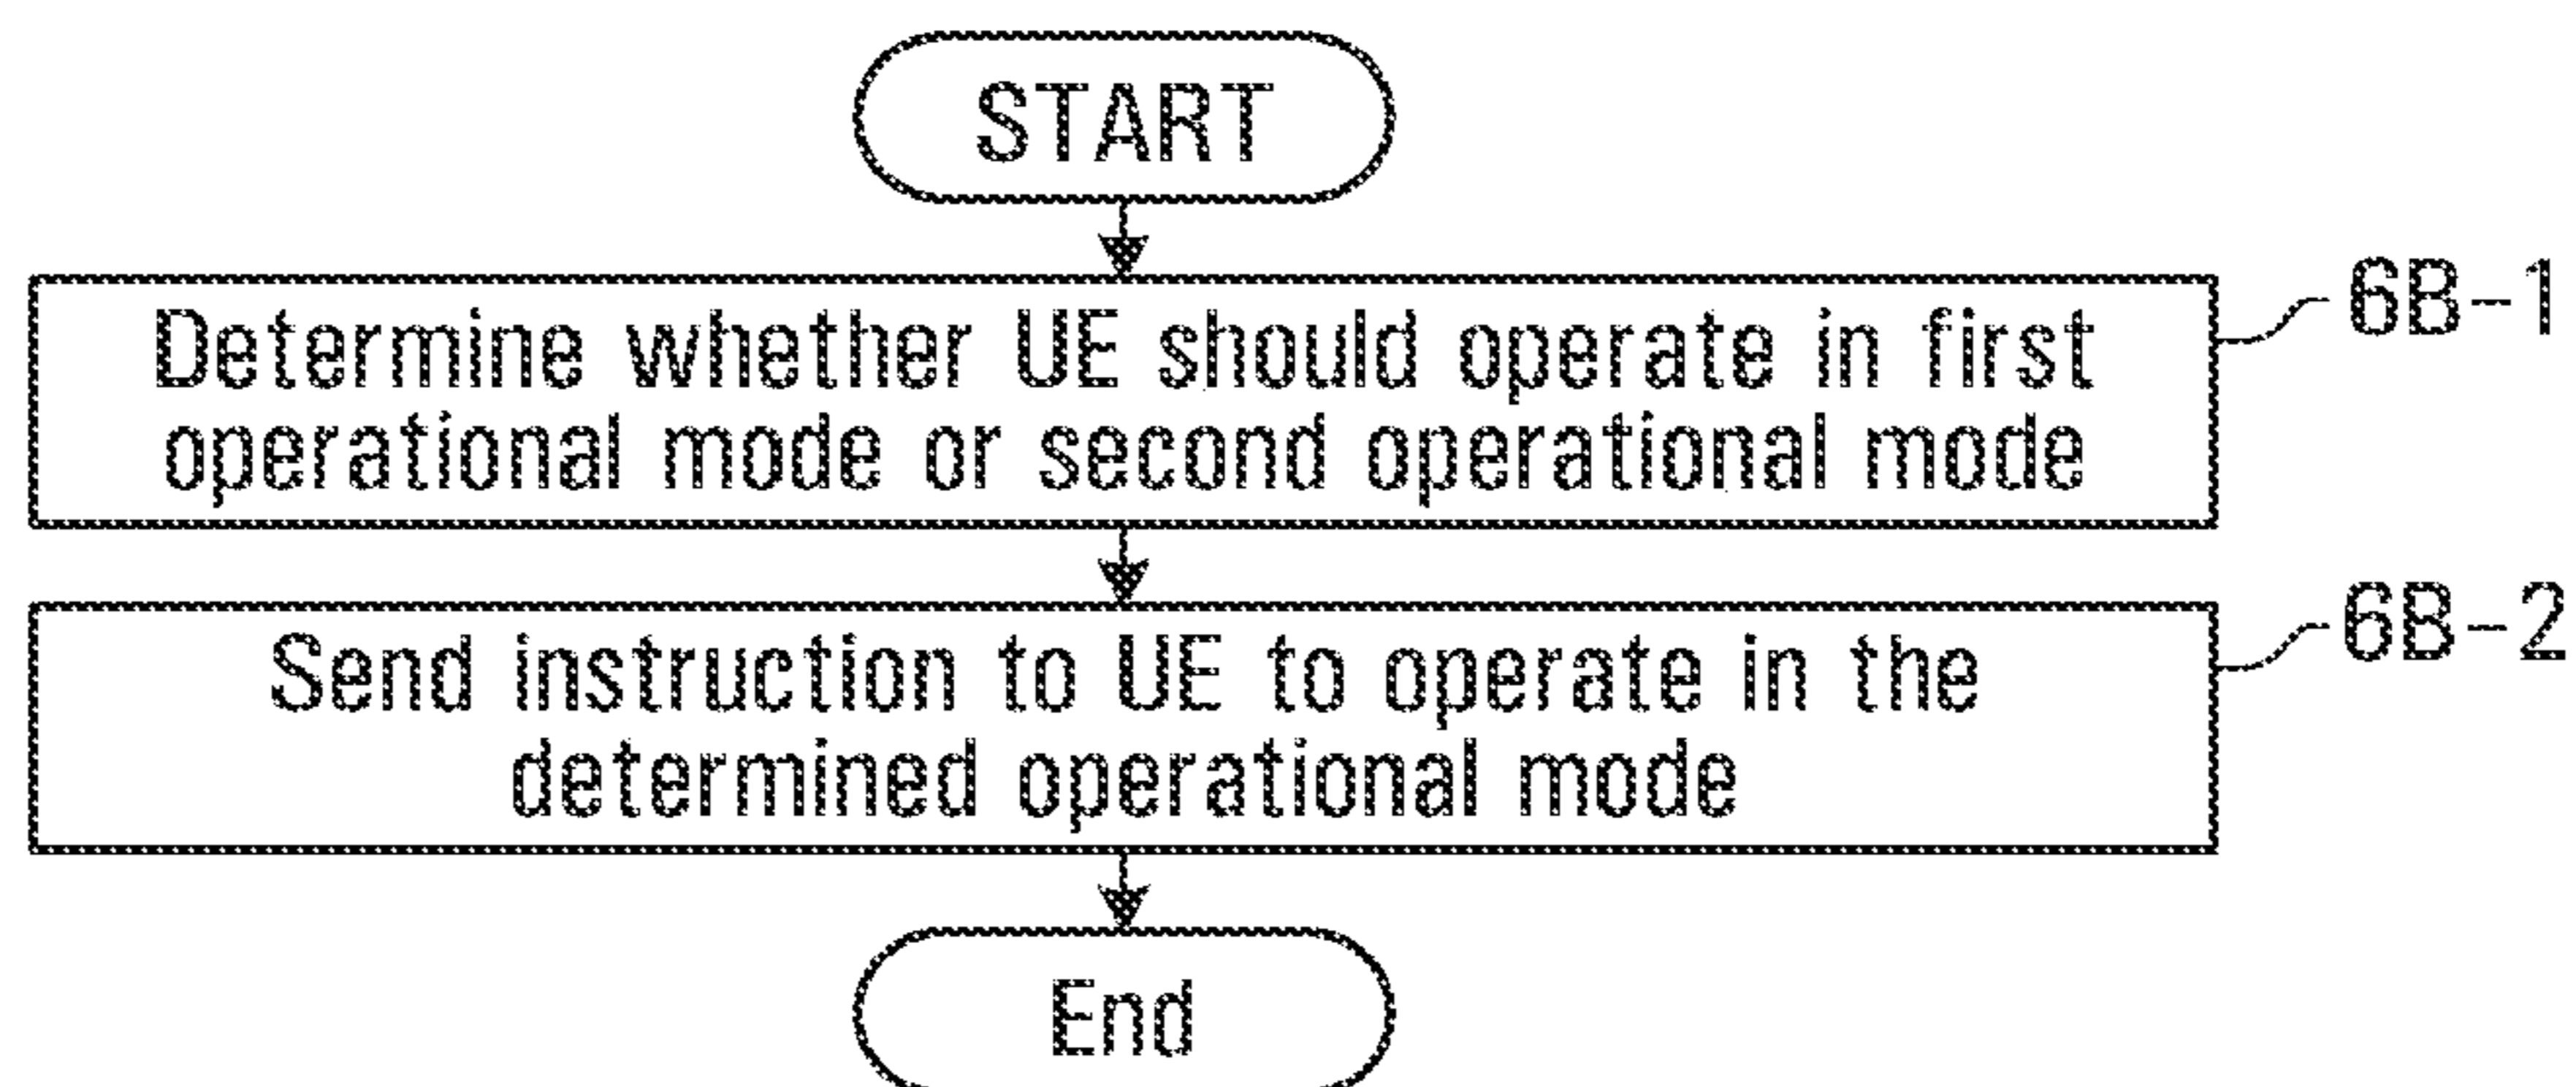 START
6B-1
Determine whether UE should operate in first
operational mode or second operational mode
6B-2
Send instruction to UE to operate in the
determined operational mode
End